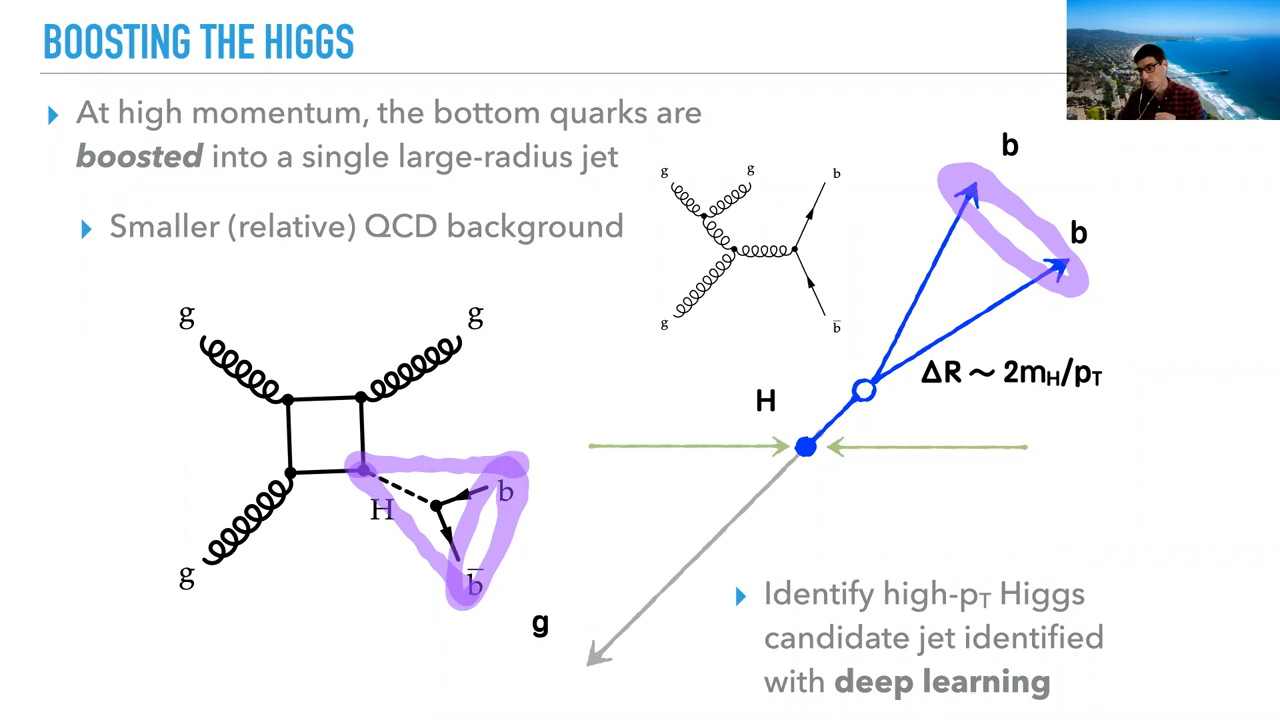 BOOSTING THE HIGGS
At high momentum, the bottom quarks are
boosted into a single large-radius jet
Smaller (relative) QCD background
g
g
b
g
b̄
b
b
ΔR ~ 2mH/pT
H
g
g
g
H
b
b̄
g
Identify high-pT Higgs
candidate jet identified
with deep learning